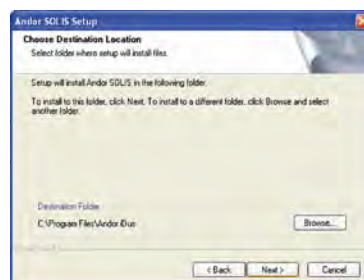 Andor SOLIS Setup
Choose Destination Location
Select folder where setup will install files.
Setup will install Andor SOLIS in the following folder.
To install to this folder, click Next. To install to a different folder, click Browse and select
another folder.
Destination Folder
C:\Program Files\Andor iDus
Browse...
< Back
Next >
Cancel